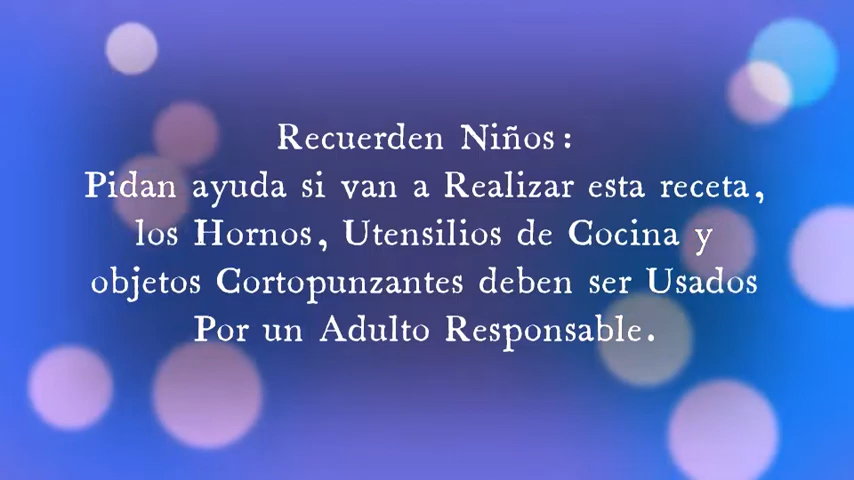 Recuerden Niños:
Pidan ayuda si van a Realizar esta receta,
los Hornos, Utensilios de Cocina y
objetos Cortopunzantes deben ser Usados
Por un Adulto Responsable.